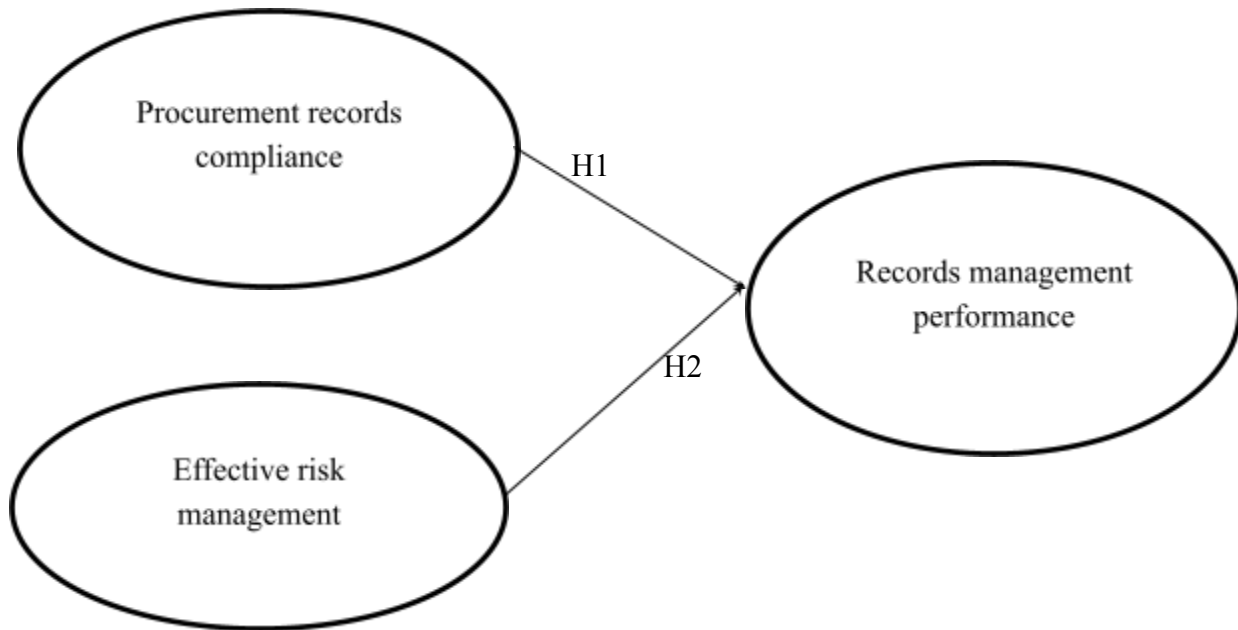 Procurement records
compliance
H1
Records management
performance
H2
Effective risk
management